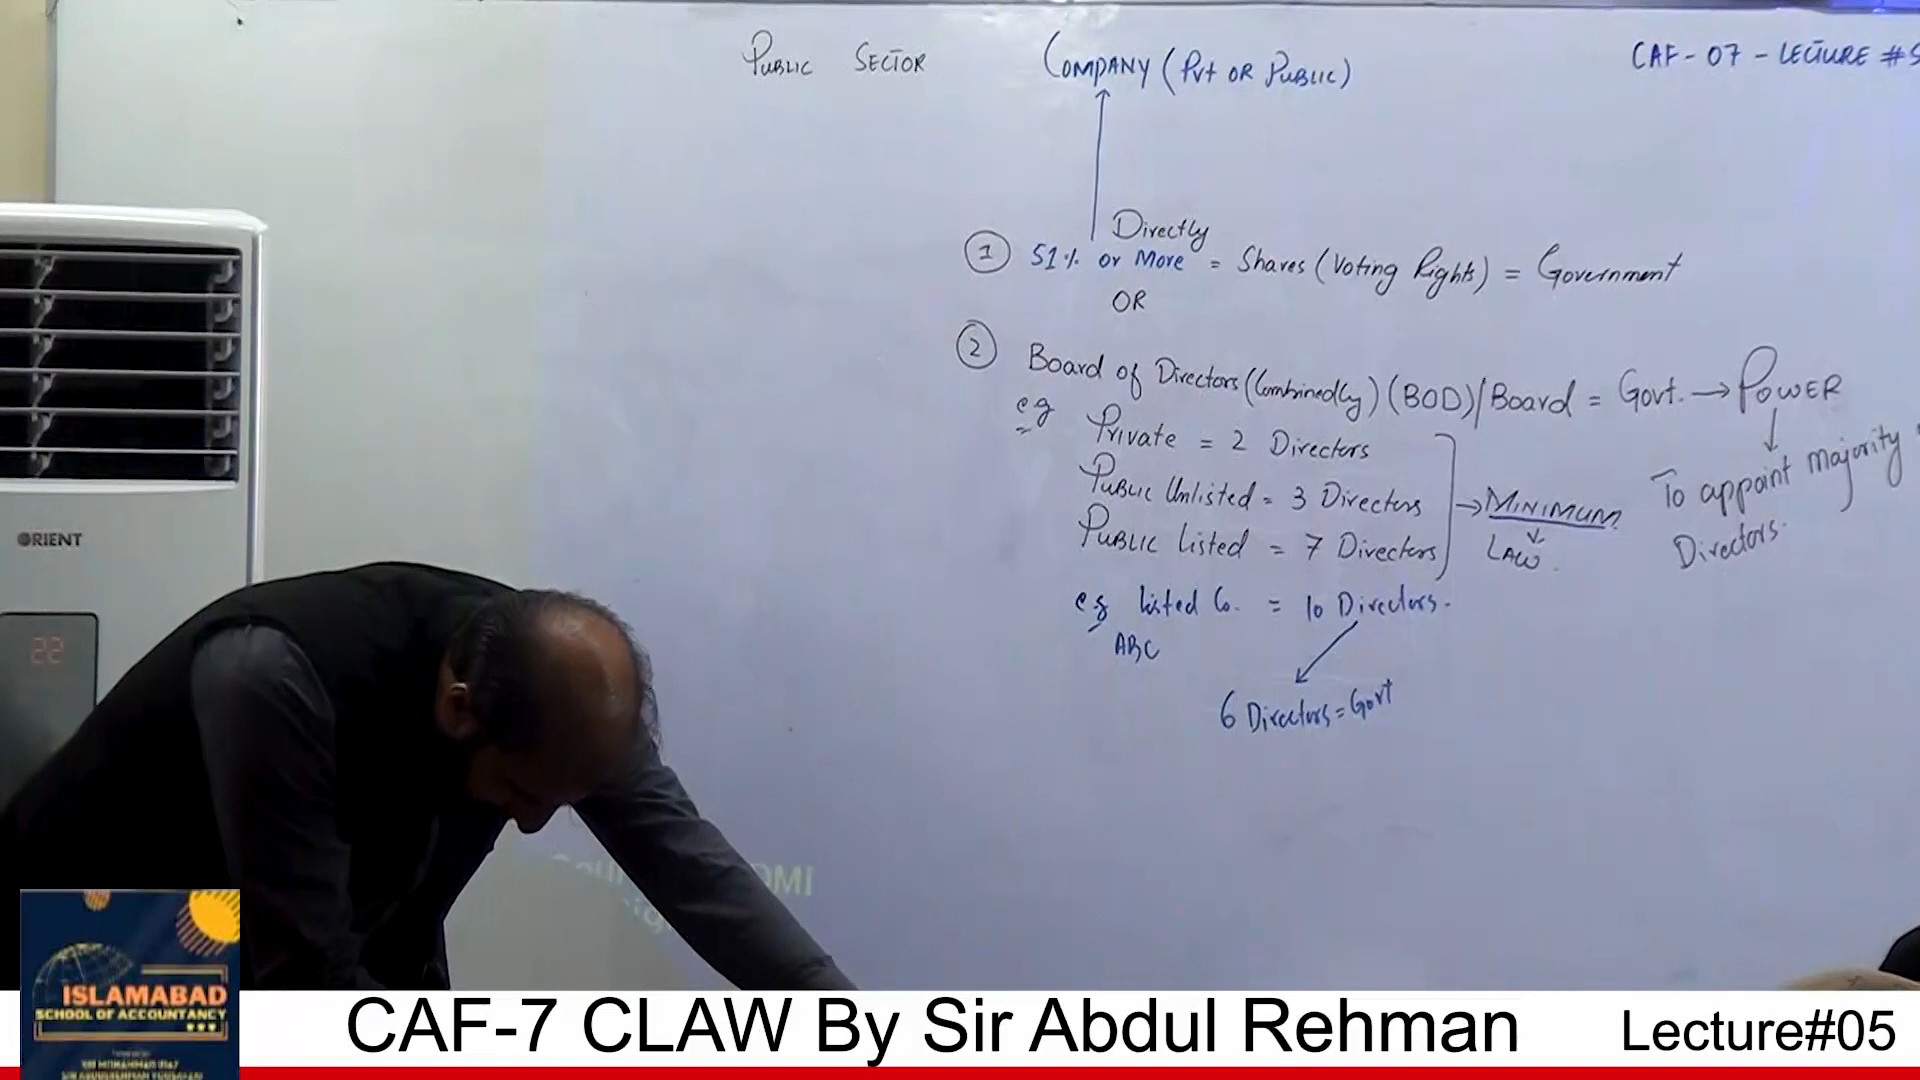 PUBLIC SECTOR COMPANY (Pvt OR PUBLIC)
CAF-07-LECTURE #5
Directly
1 51% or More = Shares (Voting Rights) = Government
OR
2 Board of Directors (Combinedly) (BOD)/Board = Govt. → POWER
e.g Private = 2 Directors
PUBLIC Unlisted = 3 Directors
PUBLIC Listed = 7 Directors
→ MINIMUM
LAW.
To appoint Majority
Directors.
e.g Listed Co. = 10 Directors.
ABC
6 Directors = Govt
ORIENT
22
ISLAMABAD
SCHOOL OF ACCOUNTANCY
CAF-7 CLAW By Sir Abdul Rehman
Lecture#05